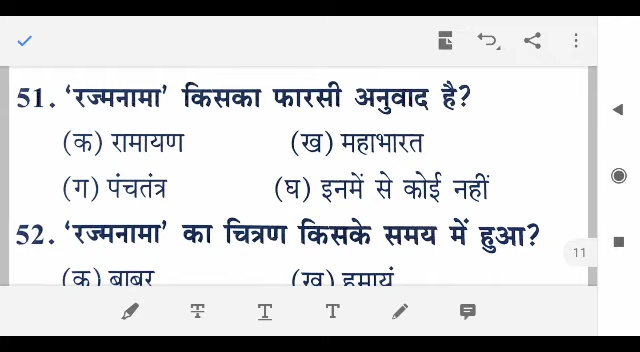 51. ‘रज्मनामा’ किसका फारसी अनुवाद है?
(क) रामायण (ख) महाभारत
(ग) पंचतंत्र (घ) इनमें से कोई नहीं
52. ‘रज्मनामा’ का चित्रण किसके समय में हुआ?
11
(क) बाबर (ख) हुमायूं